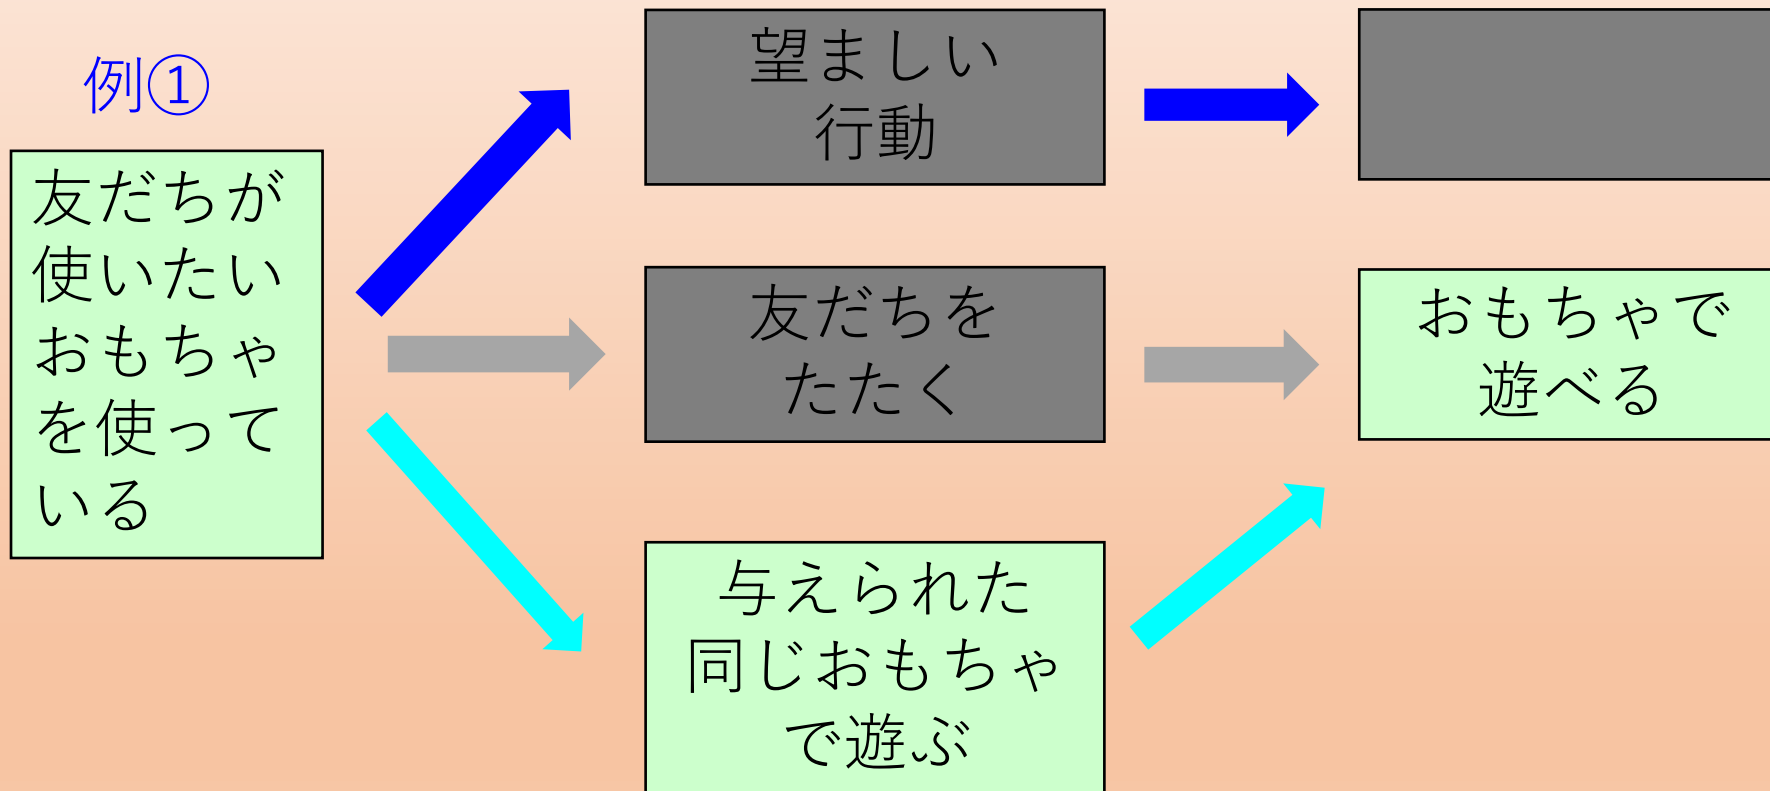 例①
友だちが
使いたい
おもちゃ
を使って
いる
望ましい
行動
友だちを
たたく
おもちゃで
遊べる
与えられた
同じおもちゃ
で遊ぶ